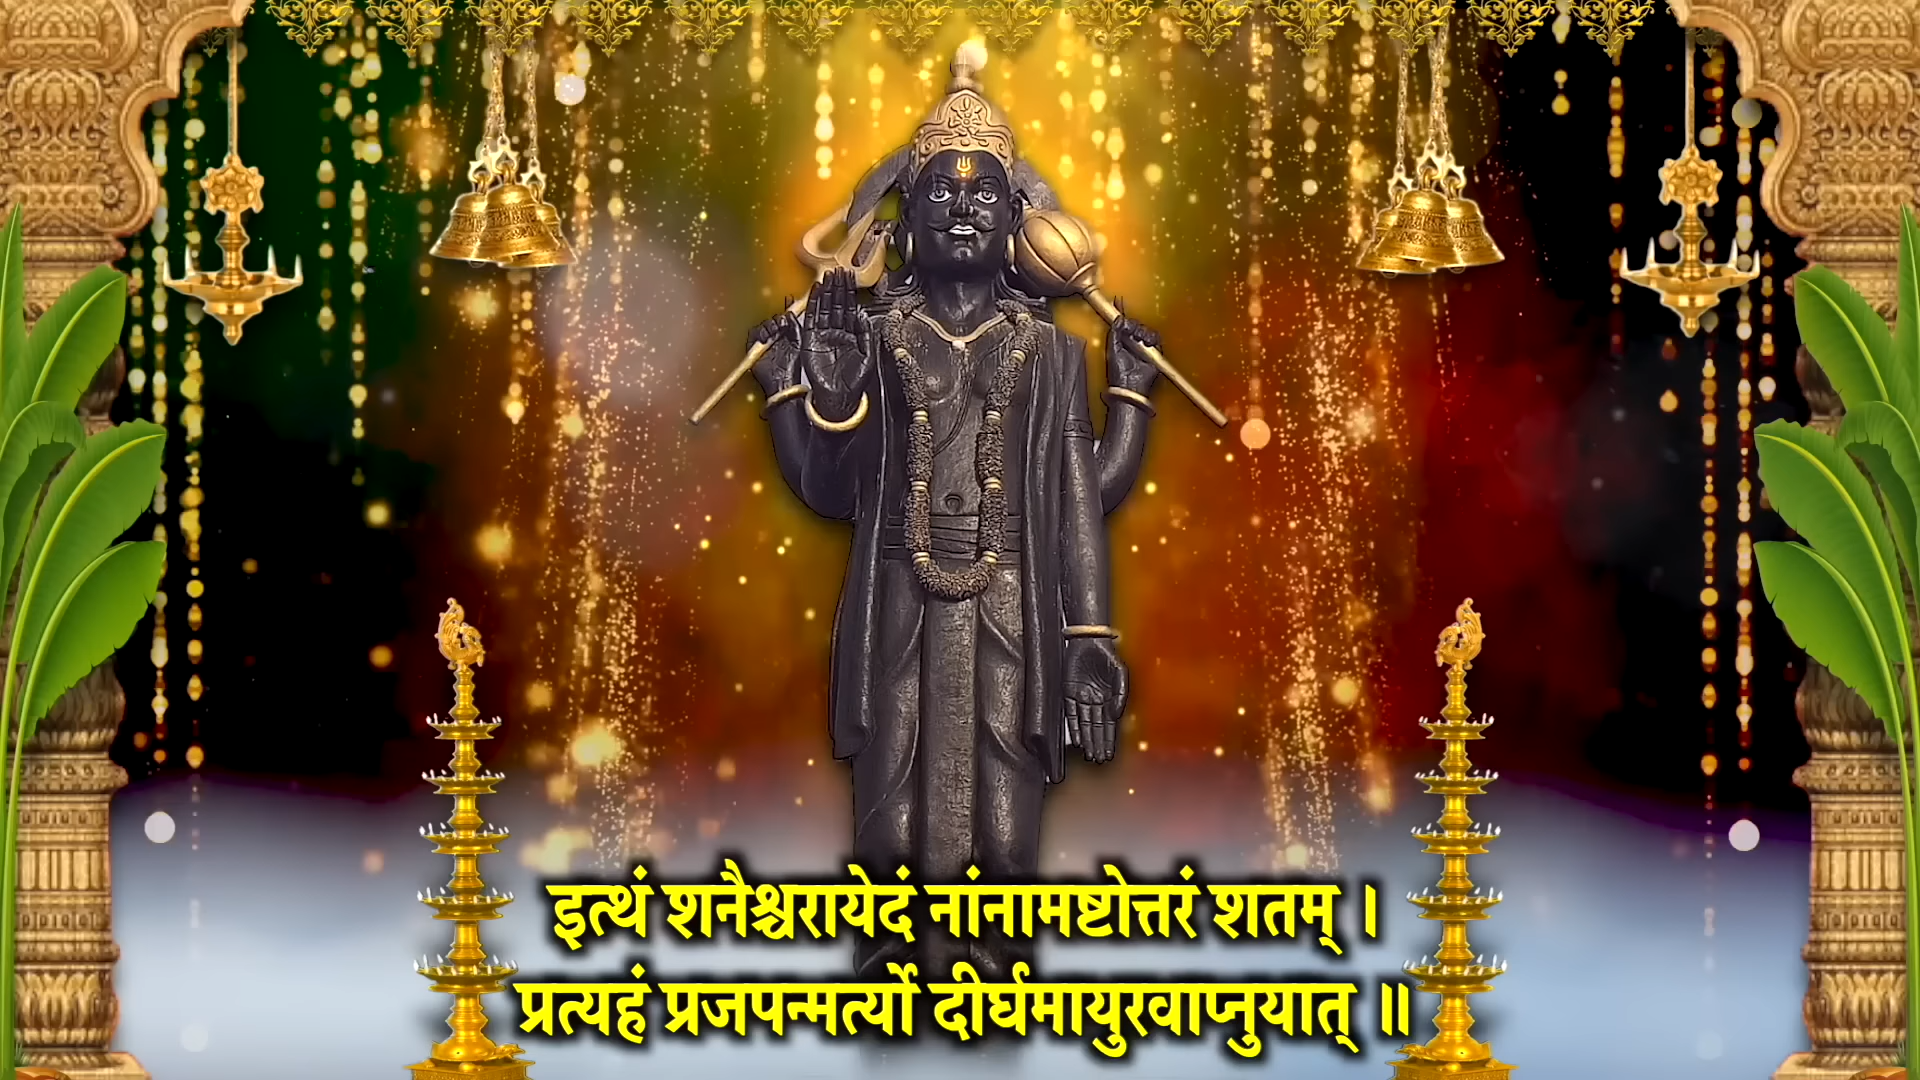 इत्थं शनैश्चरायेदं नांनामष्टोत्तरं शतम् ।
प्रत्यहं प्रजपन्मर्त्यो दीर्घमायुरवाप्नुयात् ॥